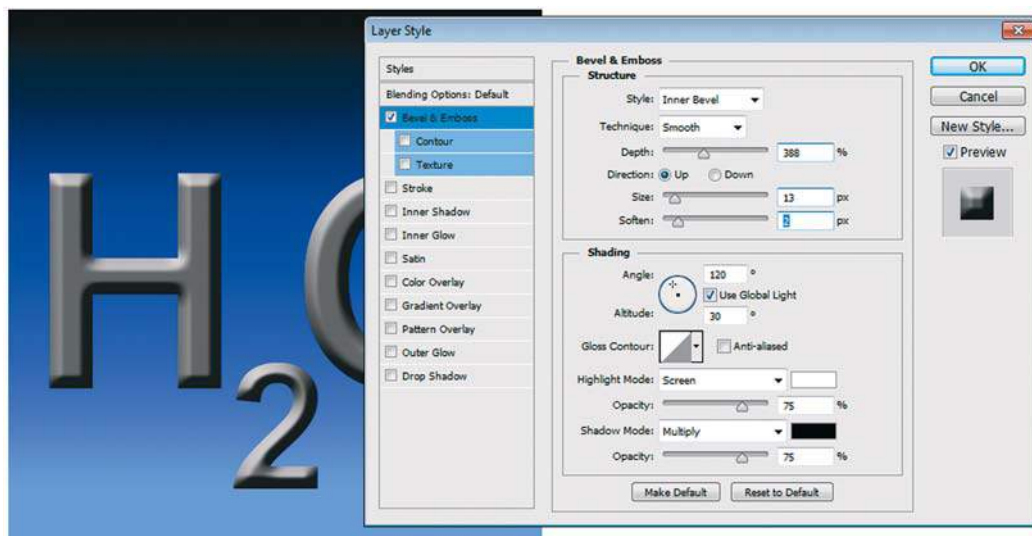 H
2
Layer Style
Styles
Blending Options: Default
Bevel & Emboss
Contour
Texture
Stroke
Inner Shadow
Inner Glow
Satin
Color Overlay
Gradient Overlay
Pattern Overlay
Outer Glow
Drop Shadow
Bevel & Emboss
Structure
Style: Inner Bevel
Technique: Smooth
Depth: 388 %
Direction: Up Down
Size: 13 px
Soften: 2 px
Shading
Angle: 120 °
Use Global Light
Altitude: 30 °
Gloss Contour: Anti-aliased
Highlight Mode: Screen
Opacity: 75 %
Shadow Mode: Multiply
Opacity: 75 %
Make Default Reset to Default
OK
Cancel
New Style...
Preview